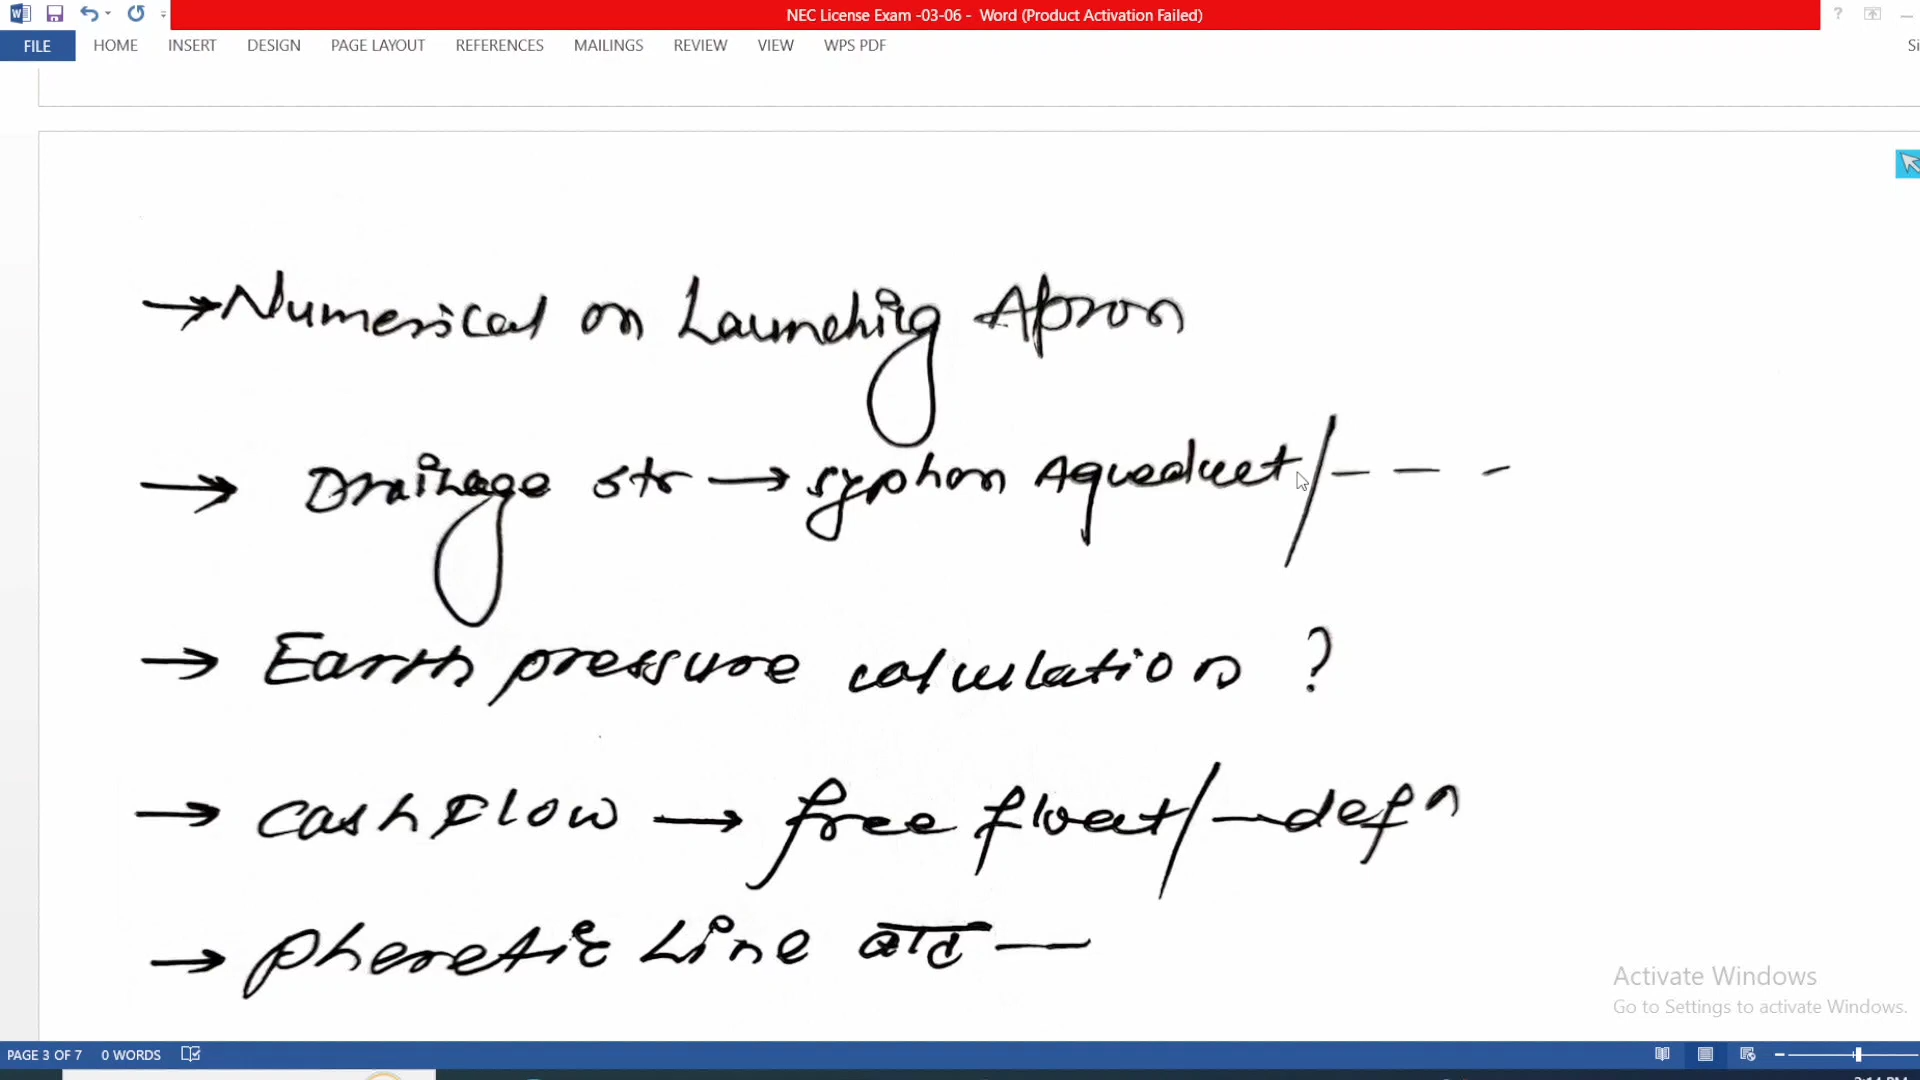 NEC License Exam -03-06 - Word (Product Activation Failed)
?
FILE HOME INSERT DESIGN PAGE LAYOUT REFERENCES MAILINGS REVIEW VIEW WPS PDF Si
→ Numerical on Launching Apron
→ Drainage str → syphon Aqueduct/- - -
→ Earth pressure calculation ?
→ cash flow → free float/—defn
→ pheretic Line —
Activate Windows
Go to Settings to activate Windows.
PAGE 3 OF 7 0 WORDS